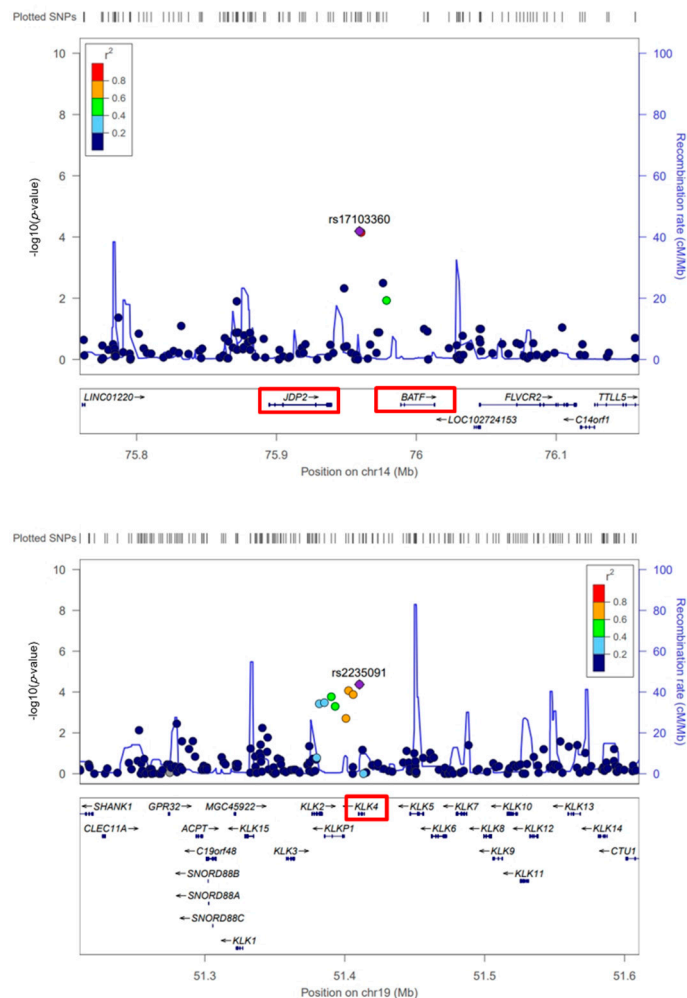 Plotted SNPs
10
8
6
4
2
0
-log10(p-value)
100
80
60
40
20
0
Recombination rate (cM/Mb)
r2
0.8
0.6
0.4
0.2
rs17103360
LINC01220→
JDP2→
BATF→
FLVCR2→
TTLL5→
←LOC102724153
←C14orf1
75.8
75.9
76
76.1
Position on chr14 (Mb)
Plotted SNPs
10
8
6
4
2
0
-log10(p-value)
100
80
60
40
20
0
Recombination rate (cM/Mb)
r2
0.8
0.6
0.4
0.2
rs2235091
←SHANK1
GPR32→
MGC45922→
KLK2→
←KLK4
←KLK5
←KLK7
←KLK10
←KLK13
CLEC11A→
ACPT→
←KLK15
←KLKP1
←KLK6
←KLK8
←KLK12
←KLK14
←C19orf48
KLK3→
←KLK9
CTU1
←SNORD88B
←KLK11
←SNORD88A
←SNORD88C
←KLK1
51.3
51.4
51.5
51.6
Position on chr19 (Mb)